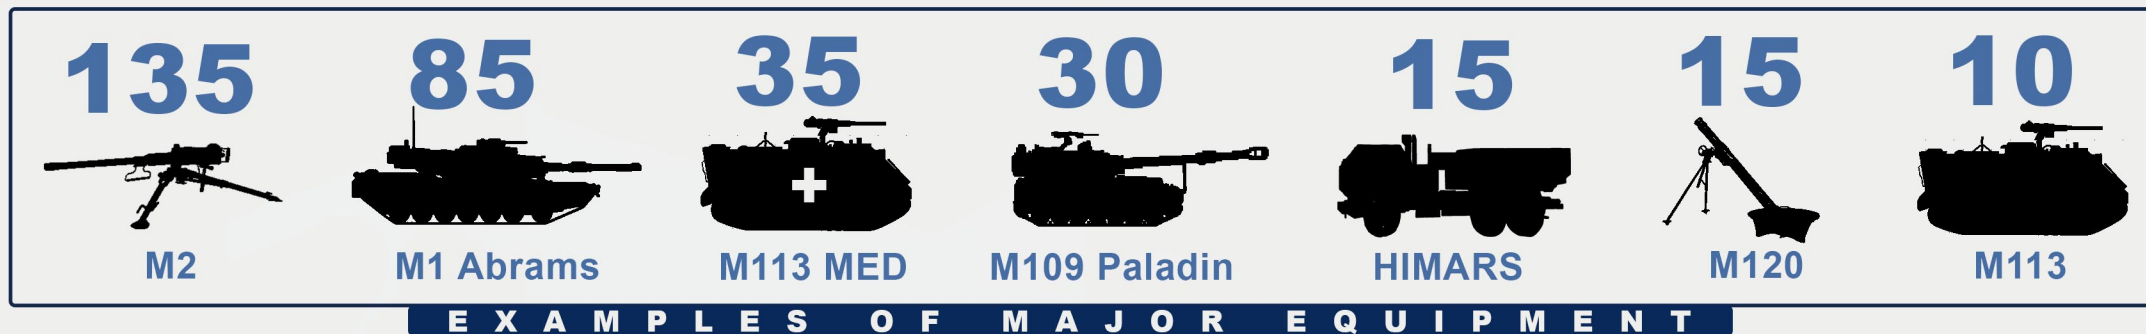 135 85 35 30 15 15 10
M2 M1 Abrams M113 MED M109 Paladin HIMARS M120 M113
EXAMPLES OF MAJOR EQUIPMENT